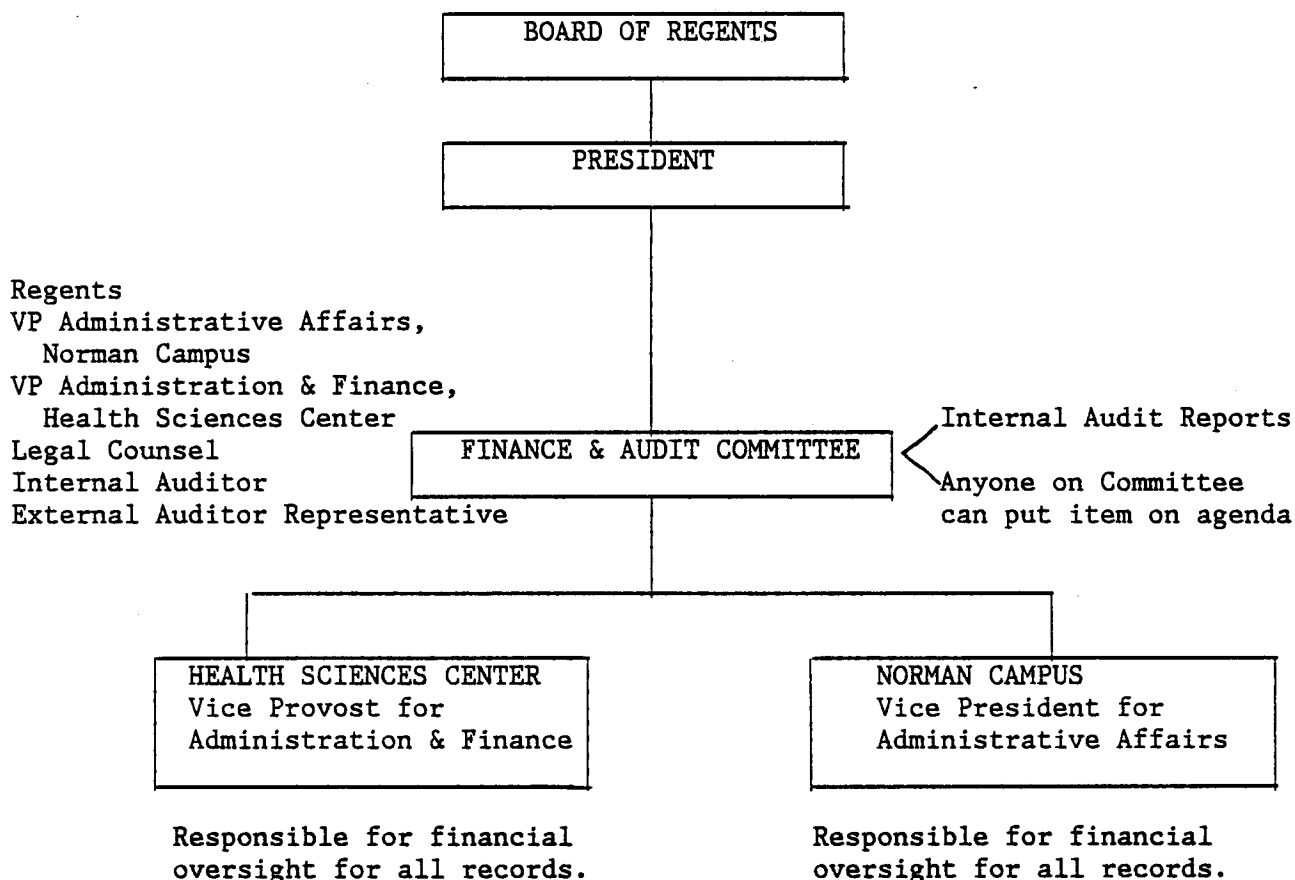 BOARD OF REGENTS
PRESIDENT
Regents
VP Administrative Affairs,
Norman Campus
VP Administration & Finance,
Health Sciences Center
Legal Counsel
Internal Auditor
External Auditor Representative
FINANCE & AUDIT COMMITTEE
Internal Audit Reports
Anyone on Committee
can put item on agenda
HEALTH SCIENCES CENTER
Vice Provost for
Administration & Finance
Responsible for financial
oversight for all records.
NORMAN CAMPUS
Vice President for
Administrative Affairs
Responsible for financial
oversight for all records.